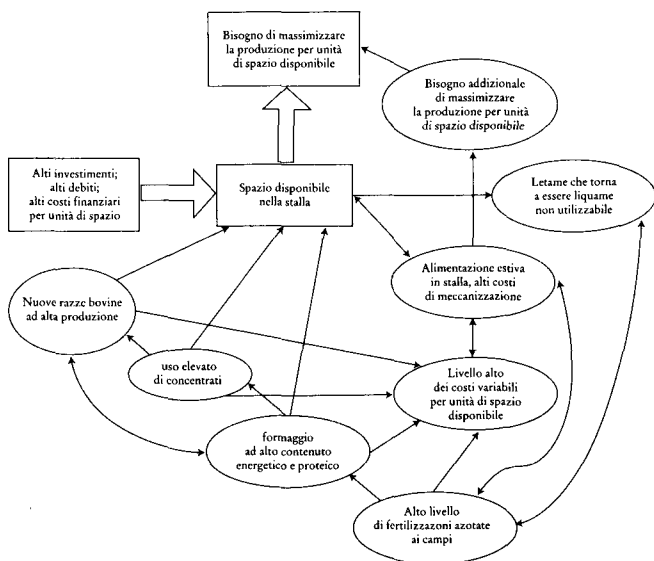 Bisogno di massimizzare
la produzione per unità
di spazio disponibile
Bisogno addizionale
di massimizzare
la produzione per unità
di spazio disponibile
Alti investimenti;
alti debiti;
alti costi finanziari
per unità di spazio
Spazio disponibile
nella stalla
Letame che torna
a essere liquame
non utilizzabile
Alimentazione estiva
in stalla, alti costi
di meccanizzazione
Nuove razze bovine
ad alta produzione
uso elevato
di concentrati
Livello alto
dei costi variabili
per unità di spazio
disponibile
formaggio
ad alto contenuto
energetico e proteico
Alto livello
di fertilizzazoni azotate
ai campi